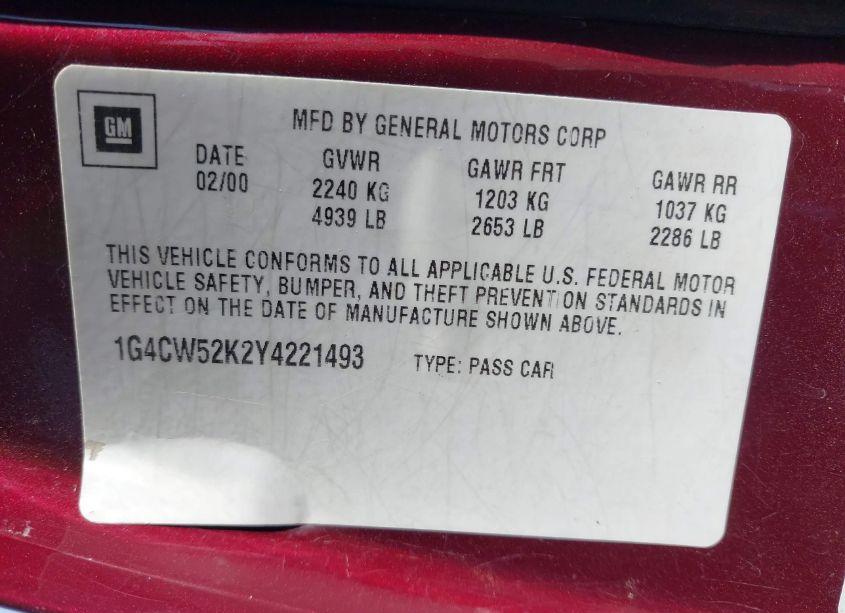 GM
MFD BY GENERAL MOTORS CORP
DATE GVWR GAWR FRT GAWR RR
02/00 2240 KG 1203 KG 1037 KG
4939 LB 2653 LB 2286 LB
THIS VEHICLE CONFORMS TO ALL APPLICABLE U.S. FEDERAL MOTOR
VEHICLE SAFETY, BUMPER, AND THEFT PREVENTION STANDARDS IN
EFFECT ON THE DATE OF MANUFACTURE SHOWN ABOVE.
1G4CW52K2Y4221493 TYPE: PASS CAR